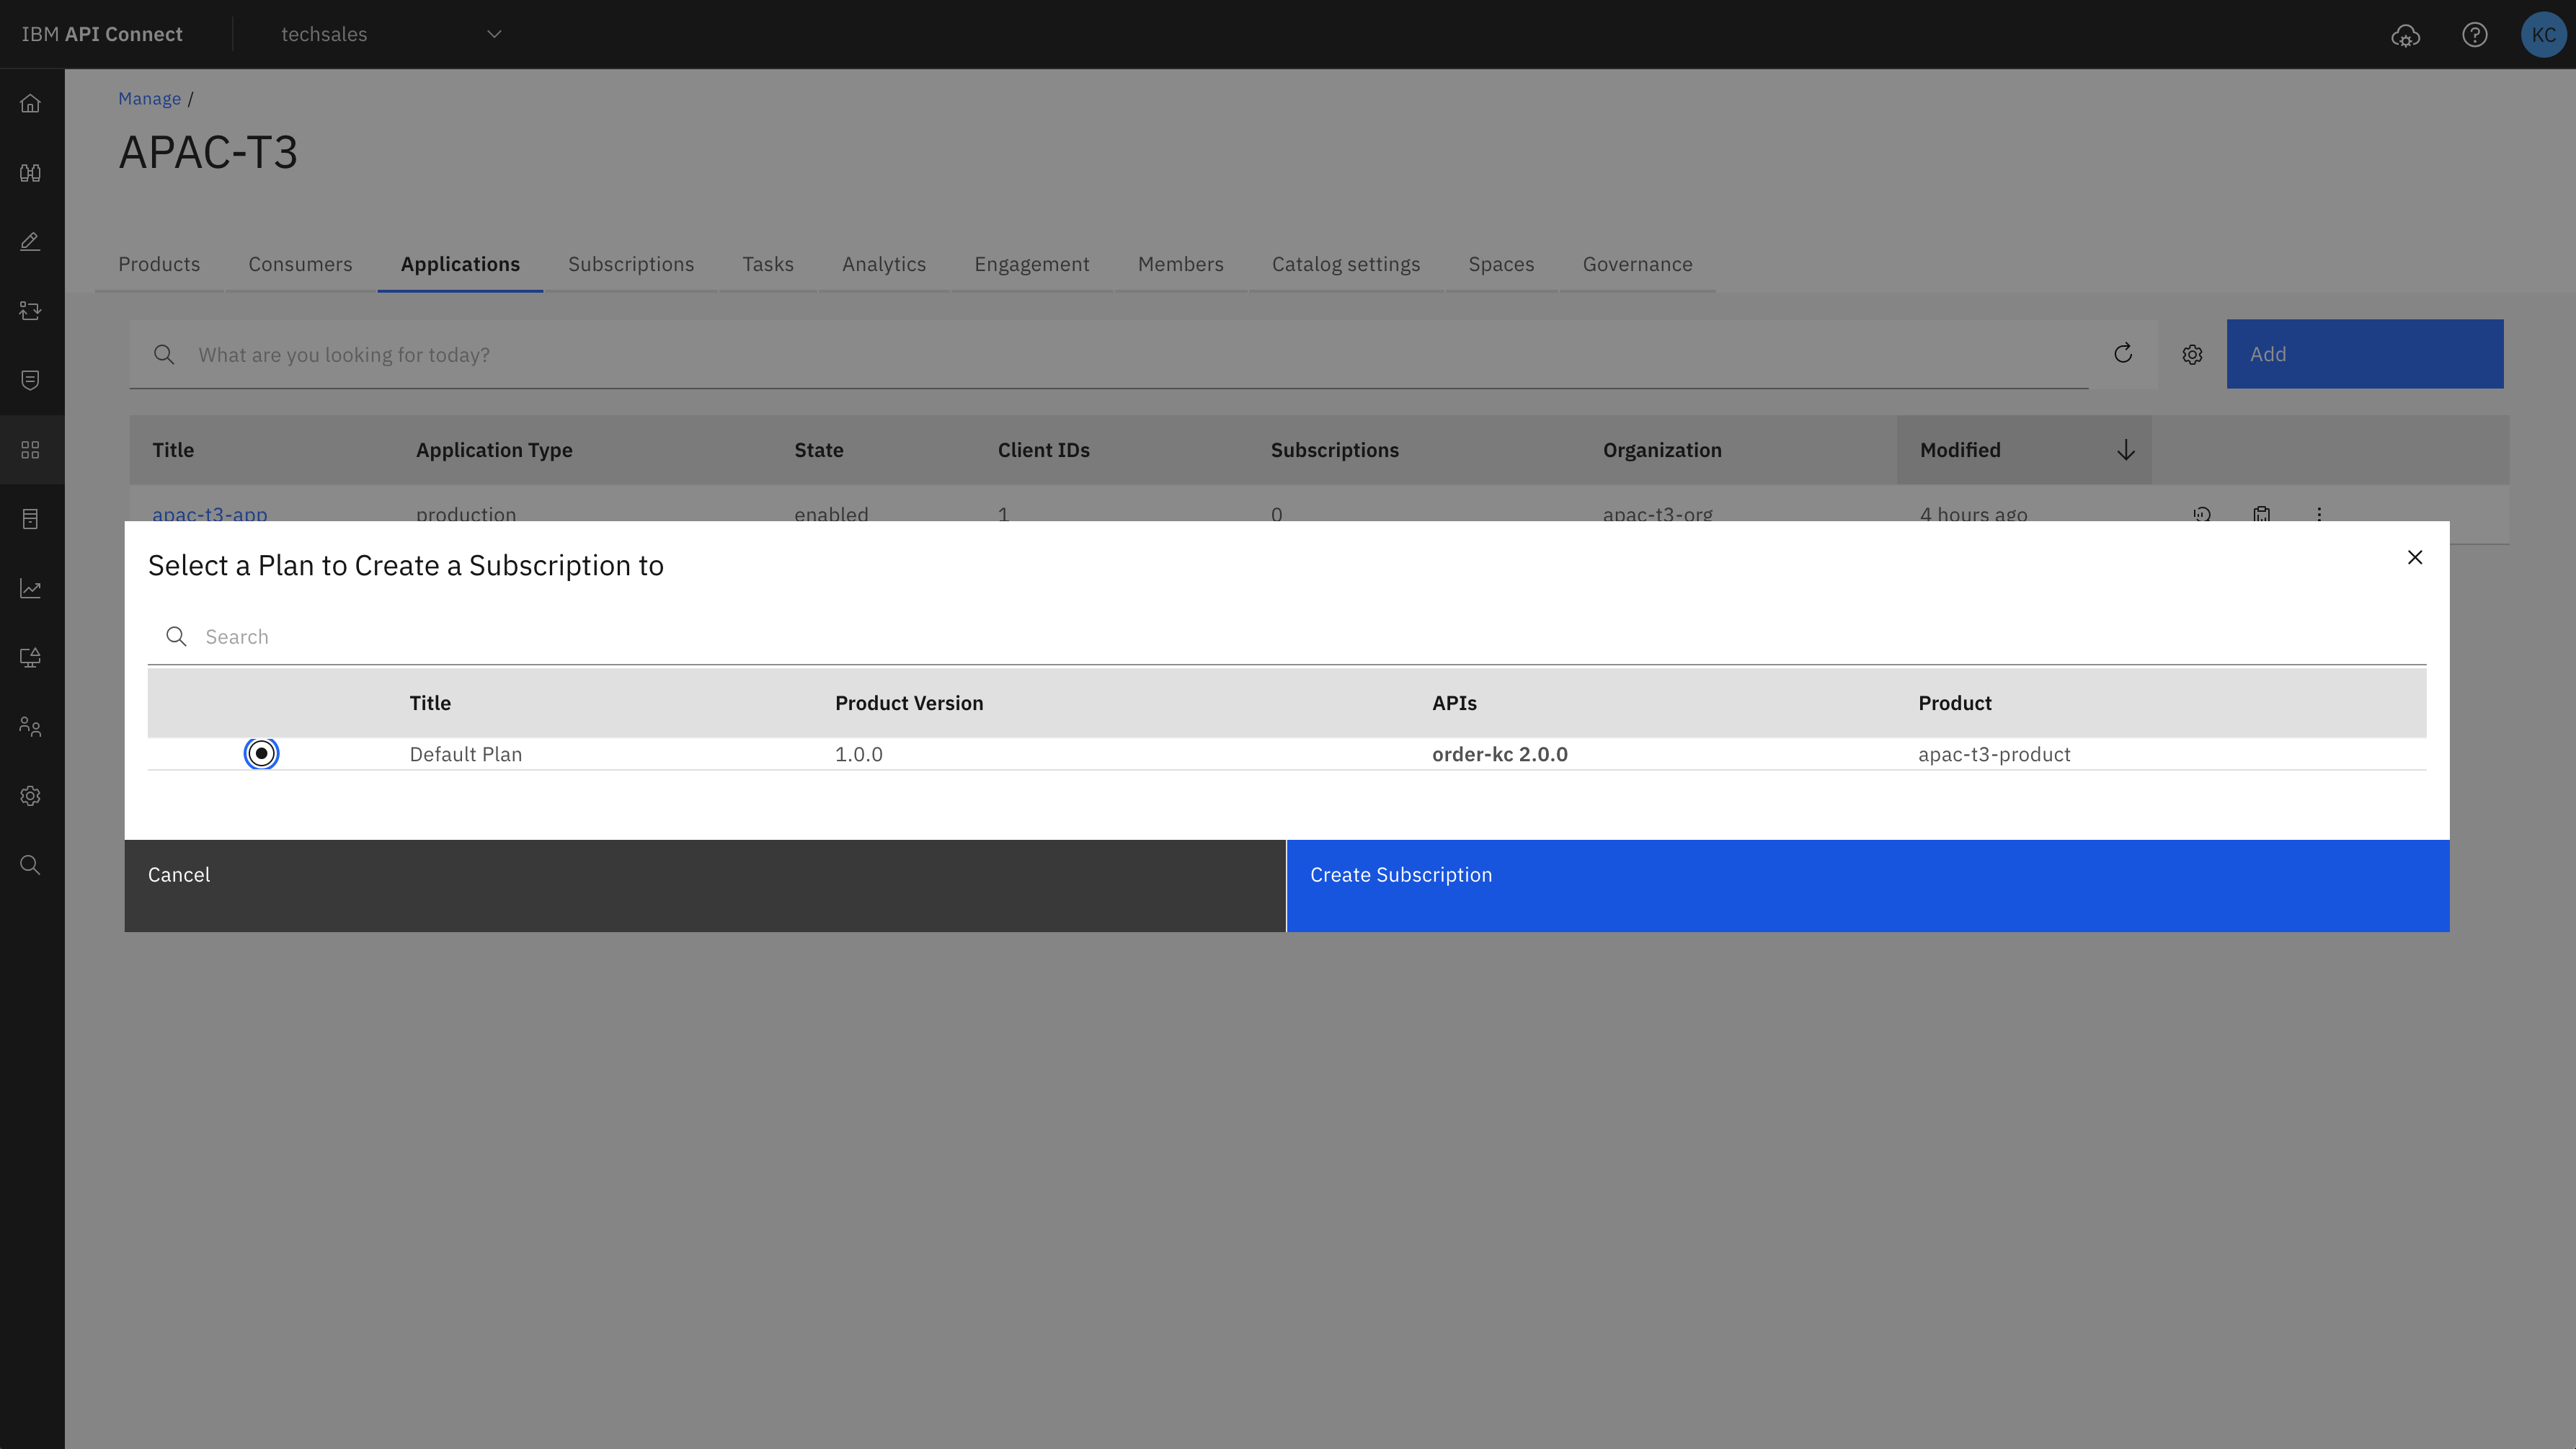 IBM API Connect
techsales
KC
Manage /
APAC-T3
Products Consumers Applications Subscriptions Tasks Analytics Engagement Members Catalog settings Spaces Governance
What are you looking for today?
Add
Title Application Type State Client IDs Subscriptions Organization Modified
apac-t3-app production enabled 1 0 apac-t3-org 4 hours ago
Select a Plan to Create a Subscription to
Search
Title Product Version APIs Product
Default Plan 1.0.0 order-kc 2.0.0 apac-t3-product
Cancel
Create Subscription